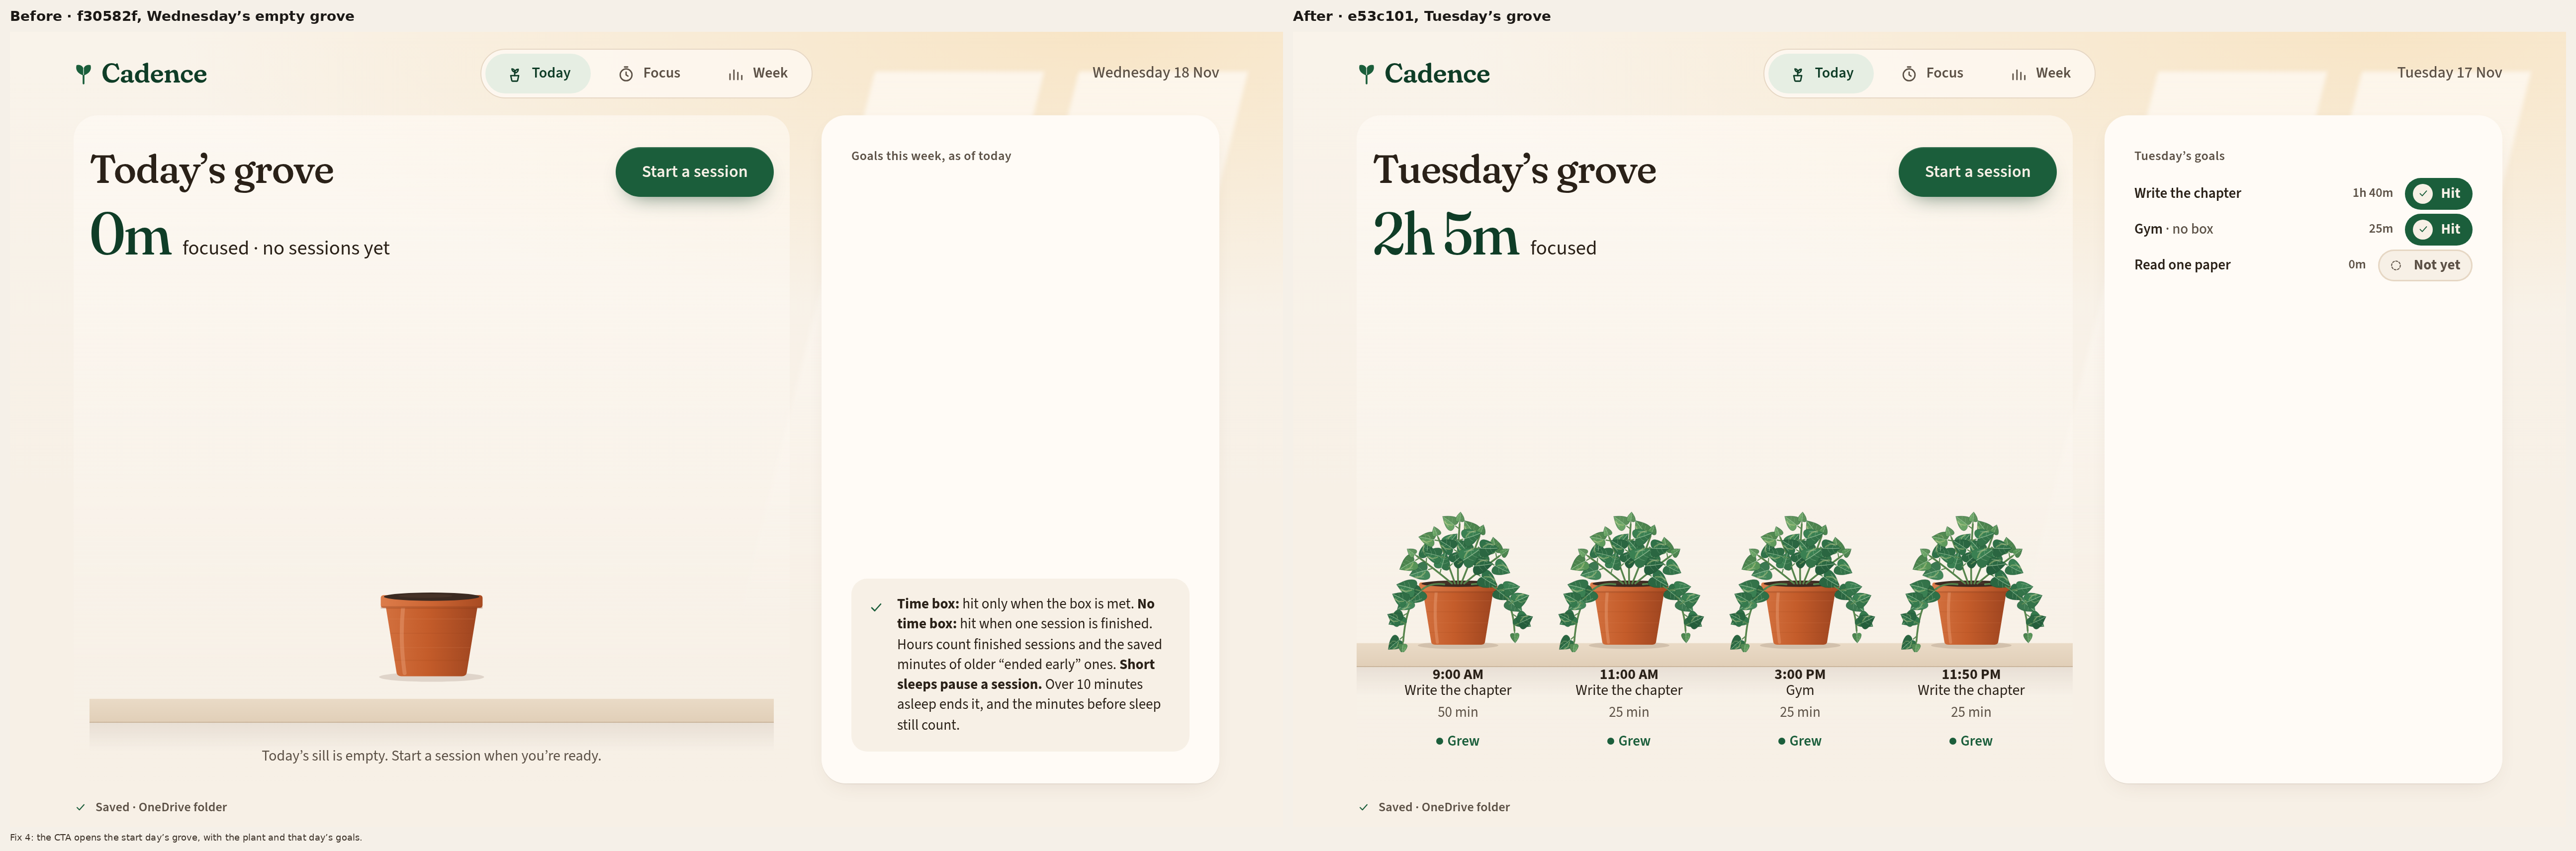 Before · f30582f, Wednesday’s empty grove
Cadence
Today
Focus
Week
Wednesday 18 Nov
Today’s grove
Start a session
0m focused · no sessions yet
Goals this week, as of today
Time box: hit only when the box is met. No
time box: hit when one session is finished.
Hours count finished sessions and the saved
minutes of older “ended early” ones. Short
sleeps pause a session. Over 10 minutes
asleep ends it, and the minutes before sleep
still count.
Today’s sill is empty. Start a session when you’re ready.
Saved · OneDrive folder
Fix 4: the CTA opens the start day’s grove, with the plant and that day’s goals.
After · e53c101, Tuesday’s grove
Cadence
Today
Focus
Week
Tuesday 17 Nov
Tuesday’s grove
Start a session
2h 5m focused
Tuesday’s goals
Write the chapter 1h 40m Hit
Gym · no box 25m Hit
Read one paper 0m Not yet
9:00 AM
Write the chapter
50 min
Grew
11:00 AM
Write the chapter
25 min
Grew
3:00 PM
Gym
25 min
Grew
11:50 PM
Write the chapter
25 min
Grew
Saved · OneDrive folder